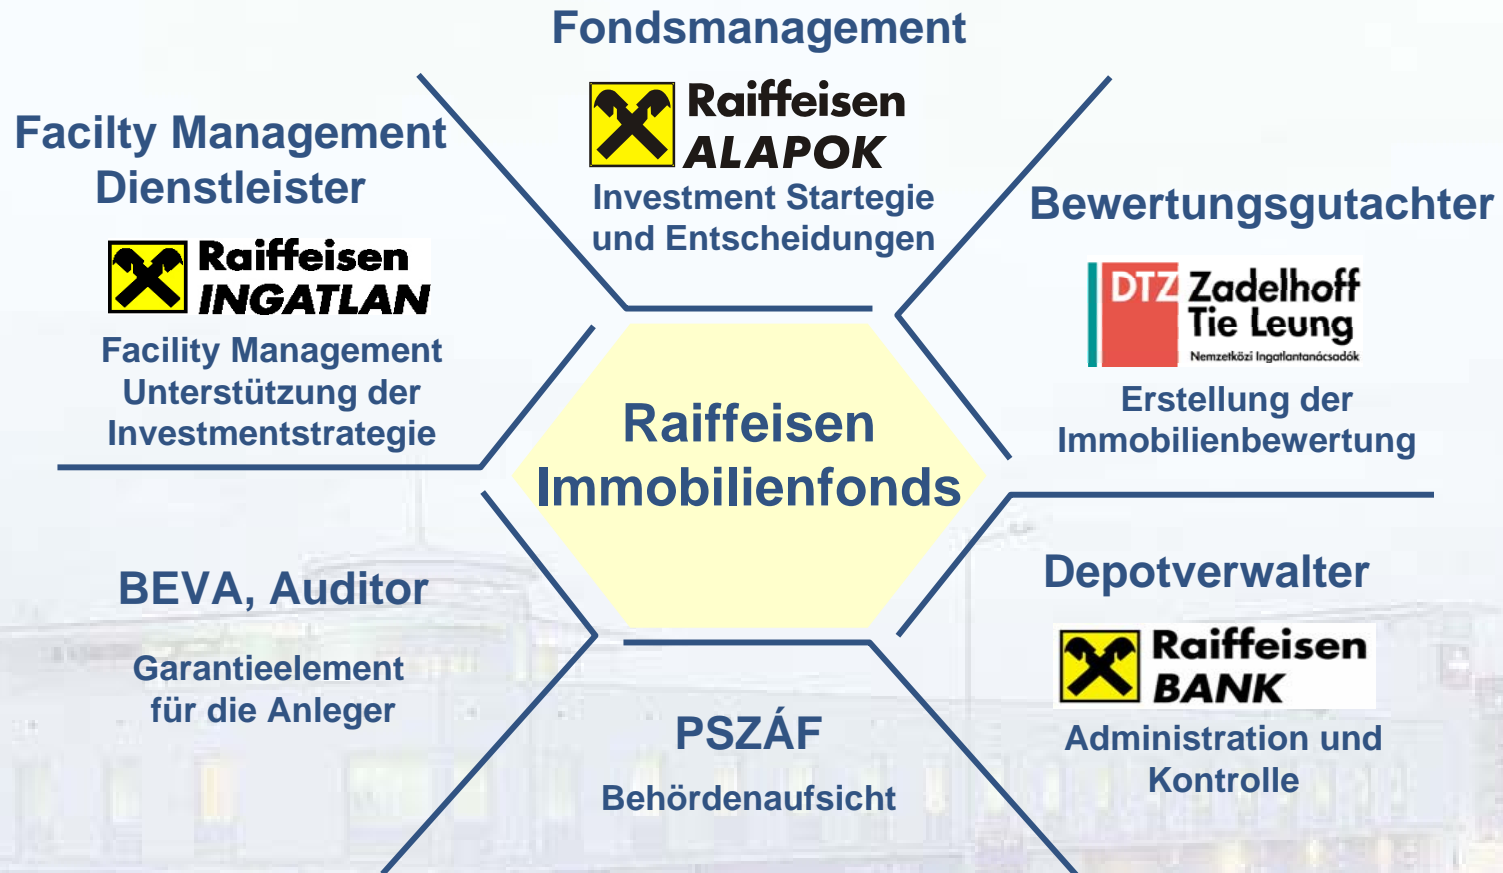 Fondsmanagement
Raiffeisen
ALAPOK
Investment Startegie
und Entscheidungen
Facilty Management
Dienstleister
Raiffeisen
INGATLAN
Facility Management
Unterstützung der
Investmentstrategie
Bewertungsgutachter
DTZ Zadelhoff
Tie Leung
Nemzetközi Ingatlantanácsadók
Erstellung der
Immobilienbewertung
Raiffeisen
Immobilienfonds
BEVA, Auditor
Garantieelement
für die Anleger
PSZÁF
Behördenaufsicht
Depotverwalter
Raiffeisen
BANK
Administration und
Kontrolle